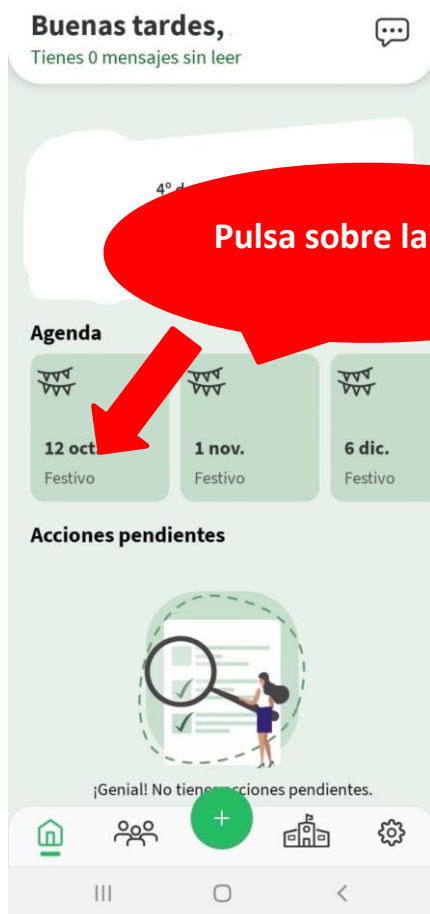 Buenas tardes,
Tienes 0 mensajes sin leer
4º
Pulsa sobre la
Agenda
12 oct.
Festivo
1 nov.
Festivo
6 dic.
Festivo
Acciones pendientes
¡Genial! No tienes acciones pendientes.